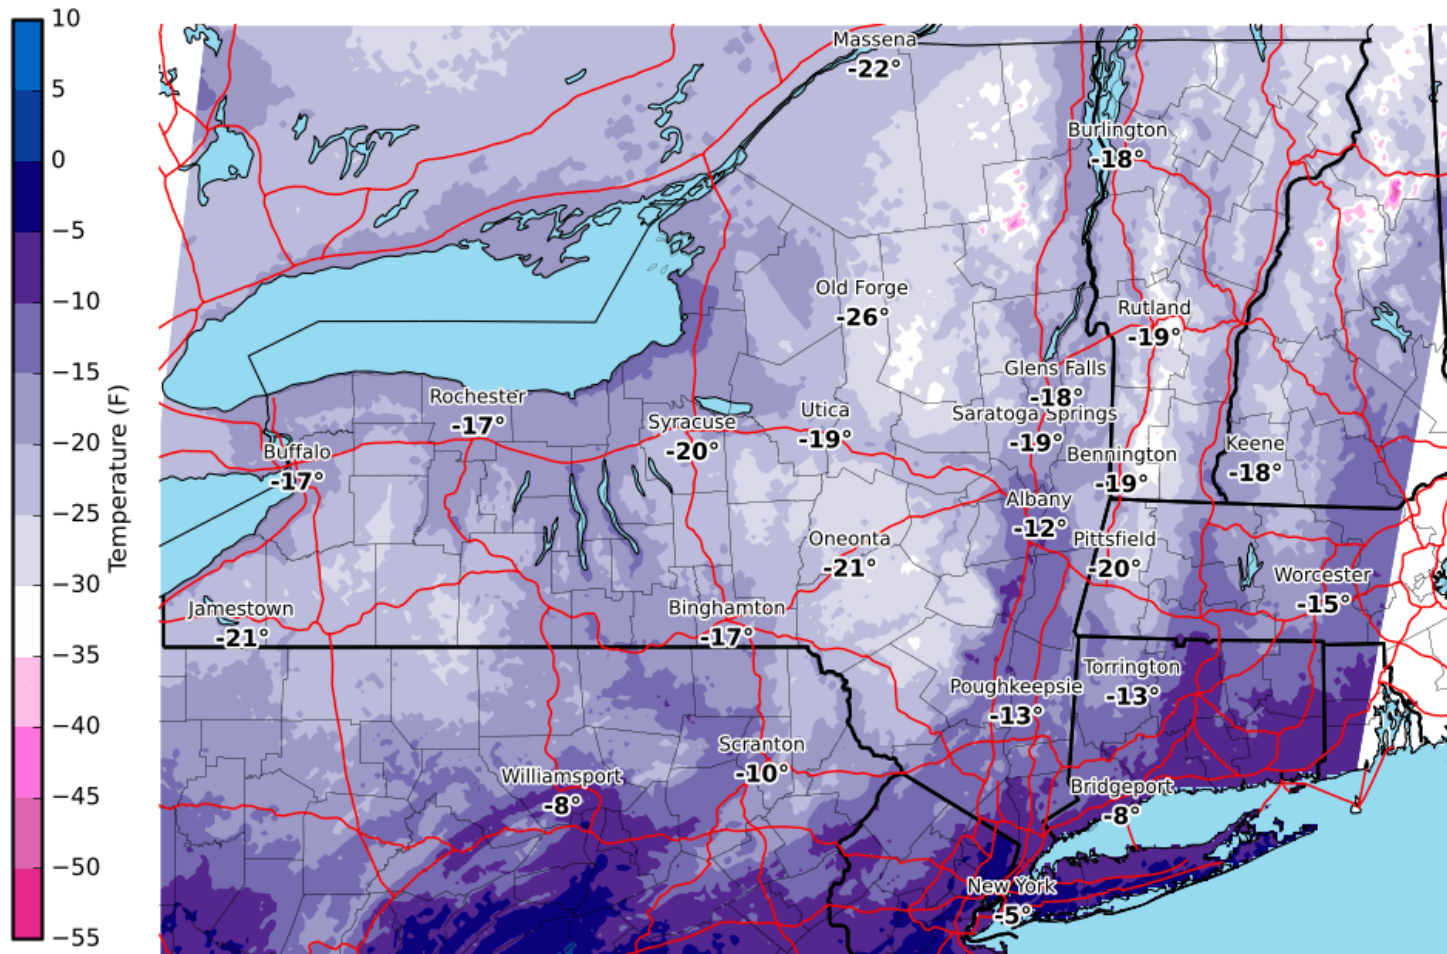 10
5
0
−5
−10
−15
−20
−25
−30
−35
−40
−45
−50
−55
Temperature (F)
Massena
-22°
Burlington
-18°
Old Forge
-26°
Rutland
-19°
Glens Falls
-18°
Rochester
-17°
Syracuse
-20°
Utica
-19°
Saratoga Springs
-19°
Buffalo
-17°
Bennington
-19°
Keene
-18°
Albany
-12°
Oneonta
-21°
Pittsfield
-20°
Worcester
-15°
Jamestown
-21°
Binghamton
-17°
Poughkeepsie
-13°
Torrington
-13°
Scranton
-10°
Williamsport
-8°
Bridgeport
-8°
New York
-5°